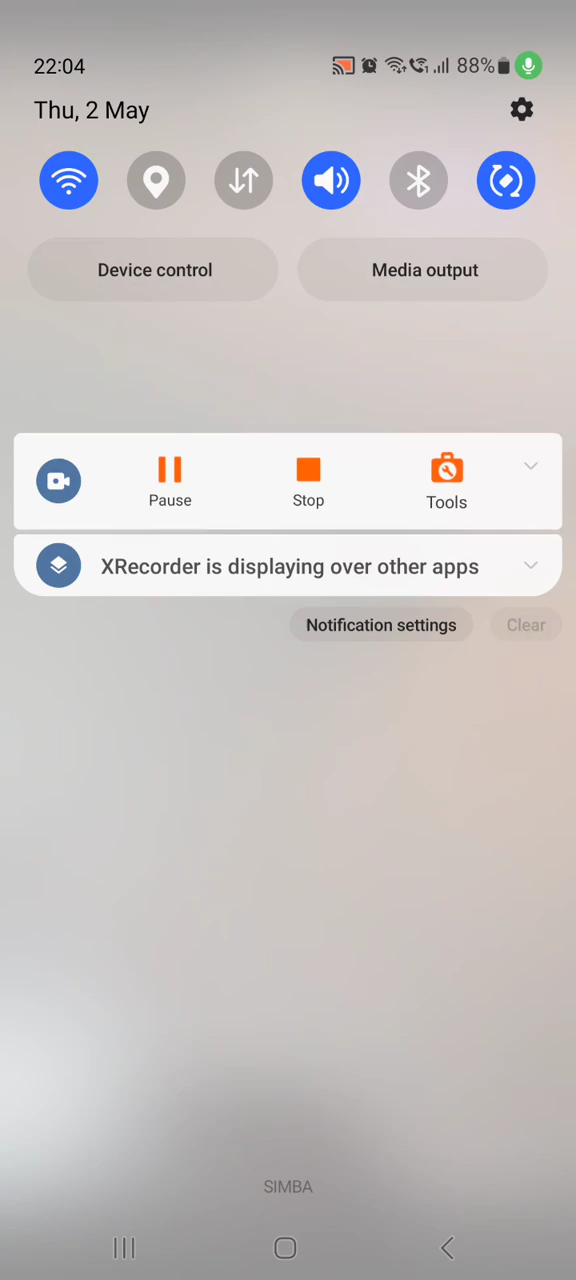 22:04 88%
Thu, 2 May
Device control Media output
Pause Stop Tools
XRecorder is displaying over other apps
Notification settings Clear
SIMBA